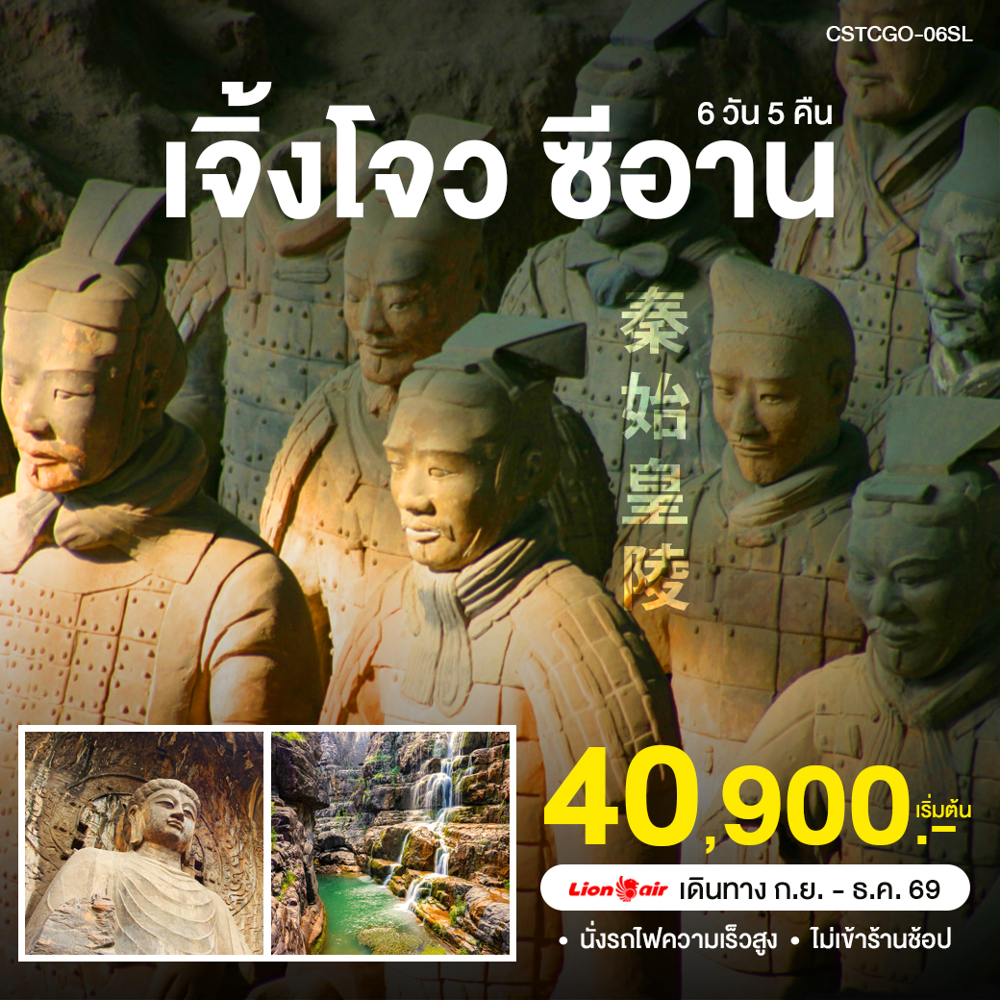 CSTCGO-06SL
6 วัน 5 คืน
เจิ้งโจว ซีอาน
秦始皇陵
40,900.- เริ่มต้น
Lion air เดินทาง ก.ย. - ธ.ค. 69
• นั่งรถไฟความเร็วสูง • ไม่เข้าร้านช้อป